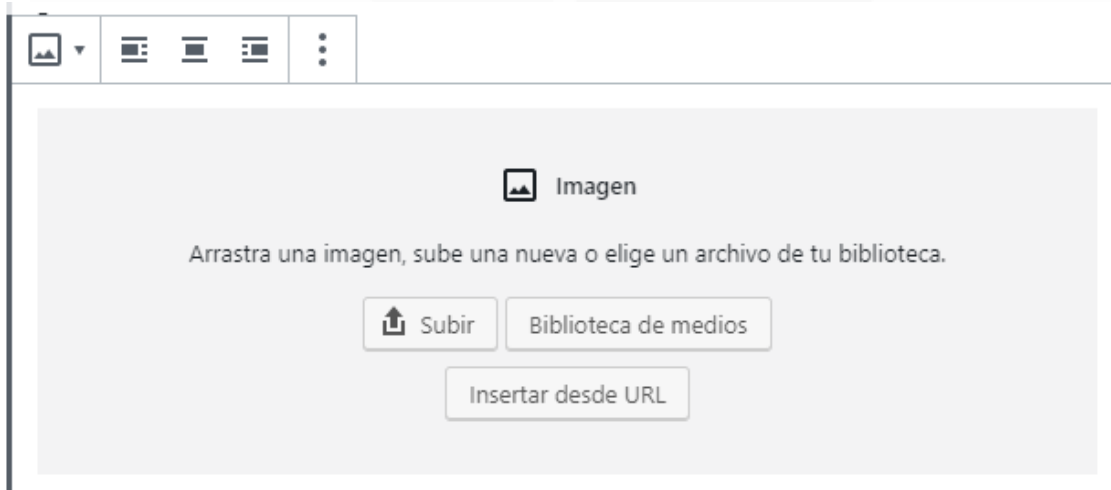 Imagen
Arrastra una imagen, sube una nueva o elige un archivo de tu biblioteca.
Subir
Biblioteca de medios
Insertar desde URL